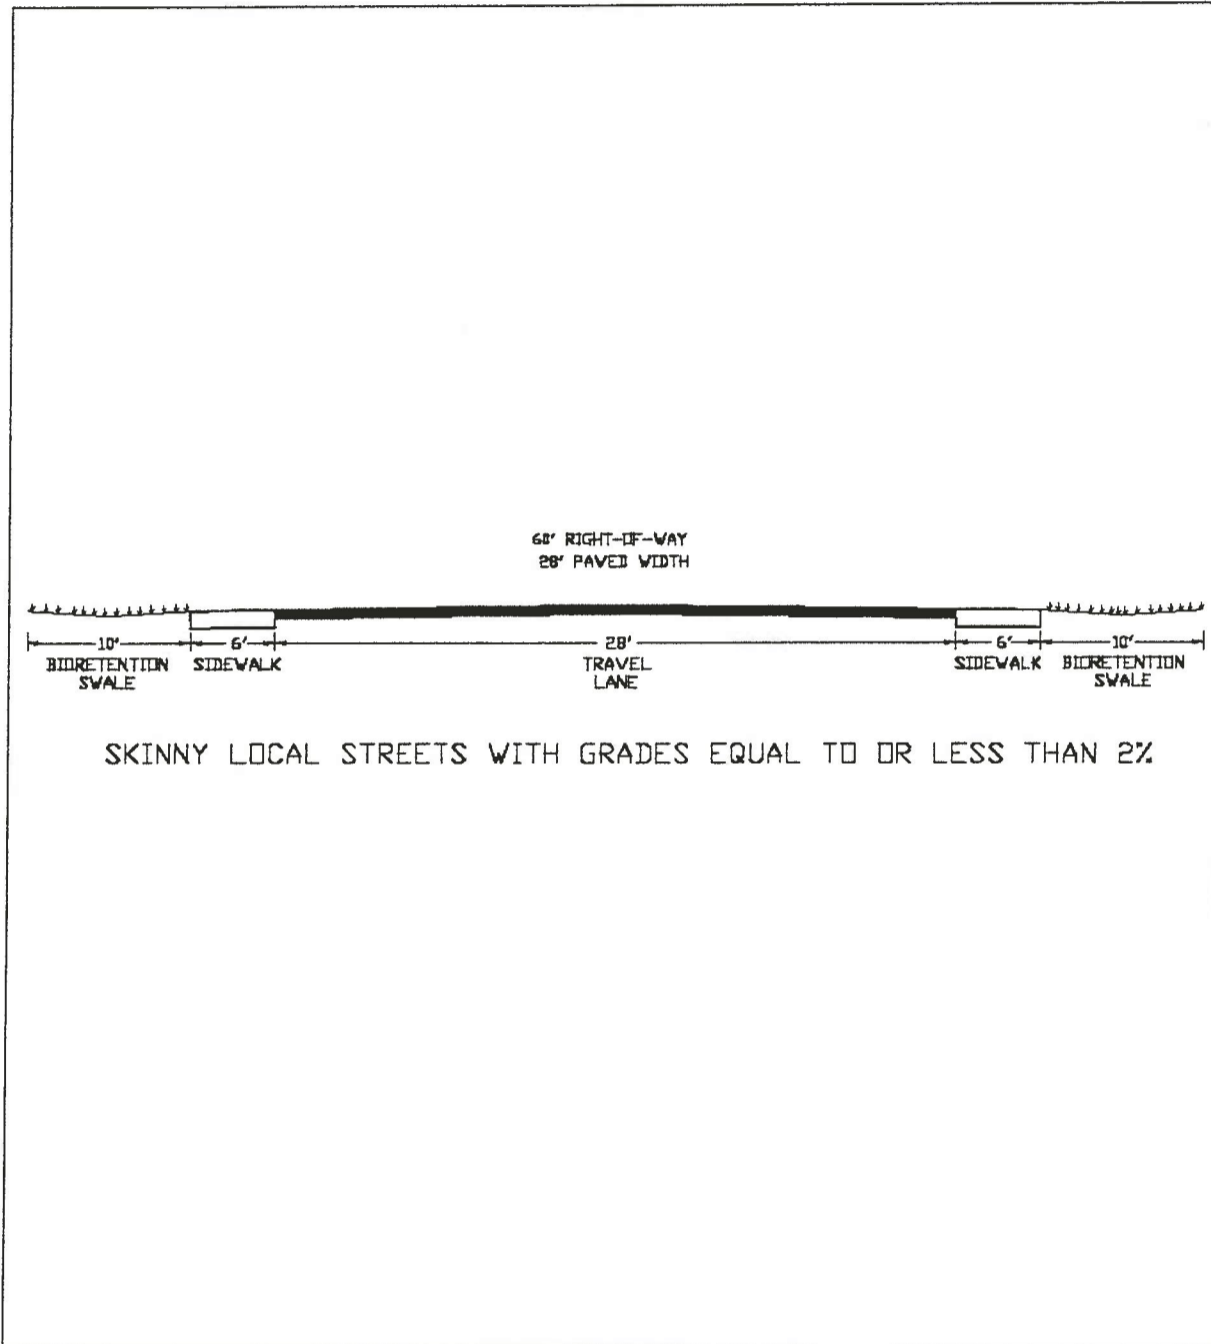 60' RIGHT-OF-WAY
28' PAVED WIDTH
10' 6' 28' 6' 10'
BIORETENTION SWALE
SIDEWALK
TRAVEL LANE
SIDEWALK
BIORETENTION SWALE
SKINNY LOCAL STREETS WITH GRADES EQUAL TO OR LESS THAN 2%